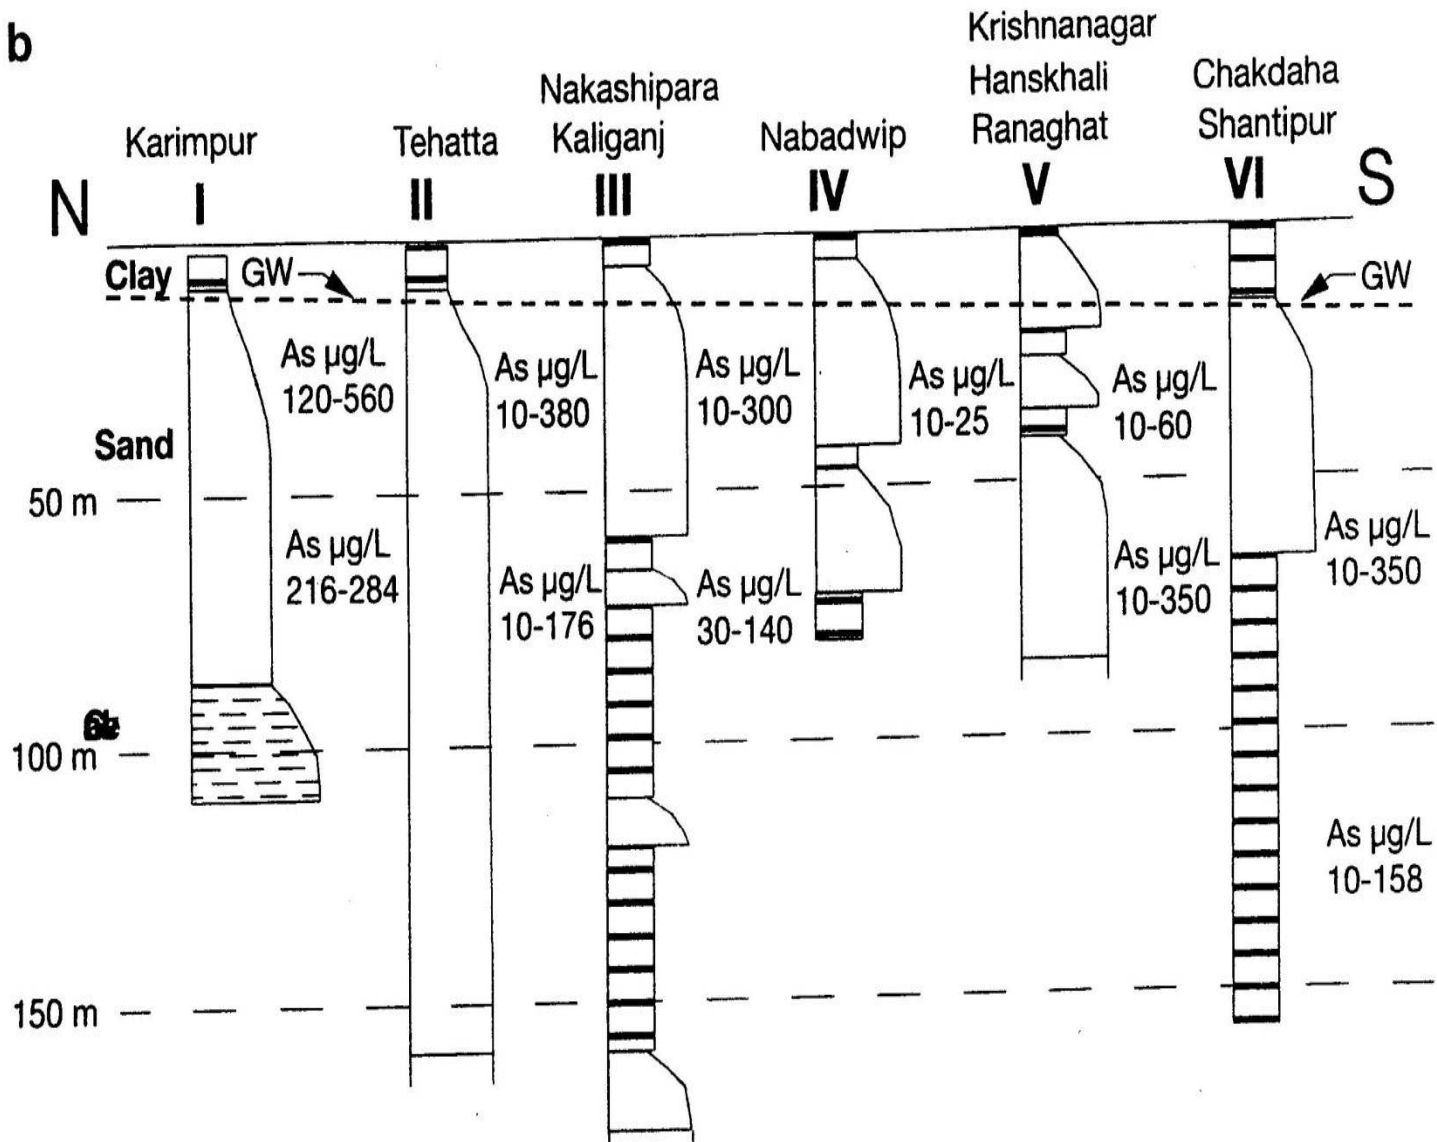 b
Karimpur
I
Tehatta
II
Nakashipara
Kaliganj
III
Nabadwip
IV
Krishnanagar
Hanskhali
Ranaghat
V
Chakdaha
Shantipur
VI
N
S
Clay
GW
GW
As µg/L
120-560
As µg/L
10-380
As µg/L
10-300
As µg/L
10-25
As µg/L
10-60
Sand
50 m
As µg/L
216-284
As µg/L
10-176
As µg/L
30-140
As µg/L
10-350
As µg/L
10-350
100 m
As µg/L
10-158
150 m